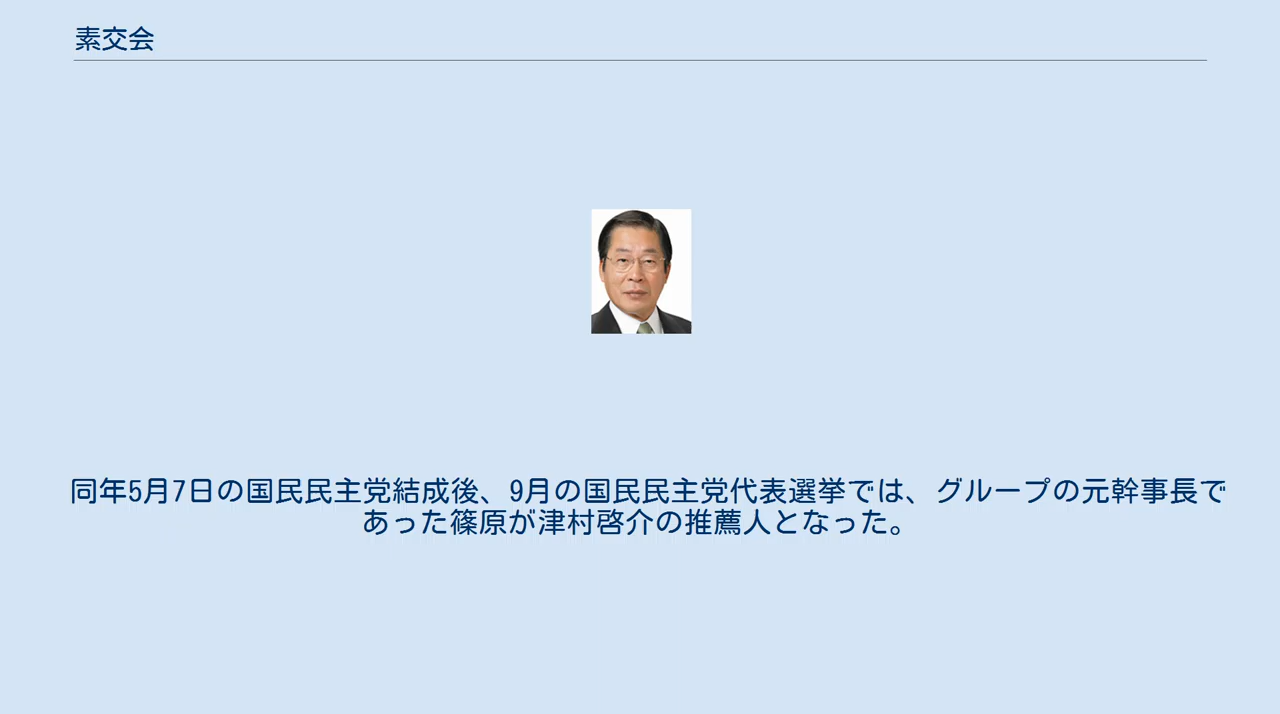 素交会
同年5月7日の国民民主党結成後、9月の国民民主党代表選挙では、グループの元幹事長で
あった篠原が津村啓介の推薦人となった。